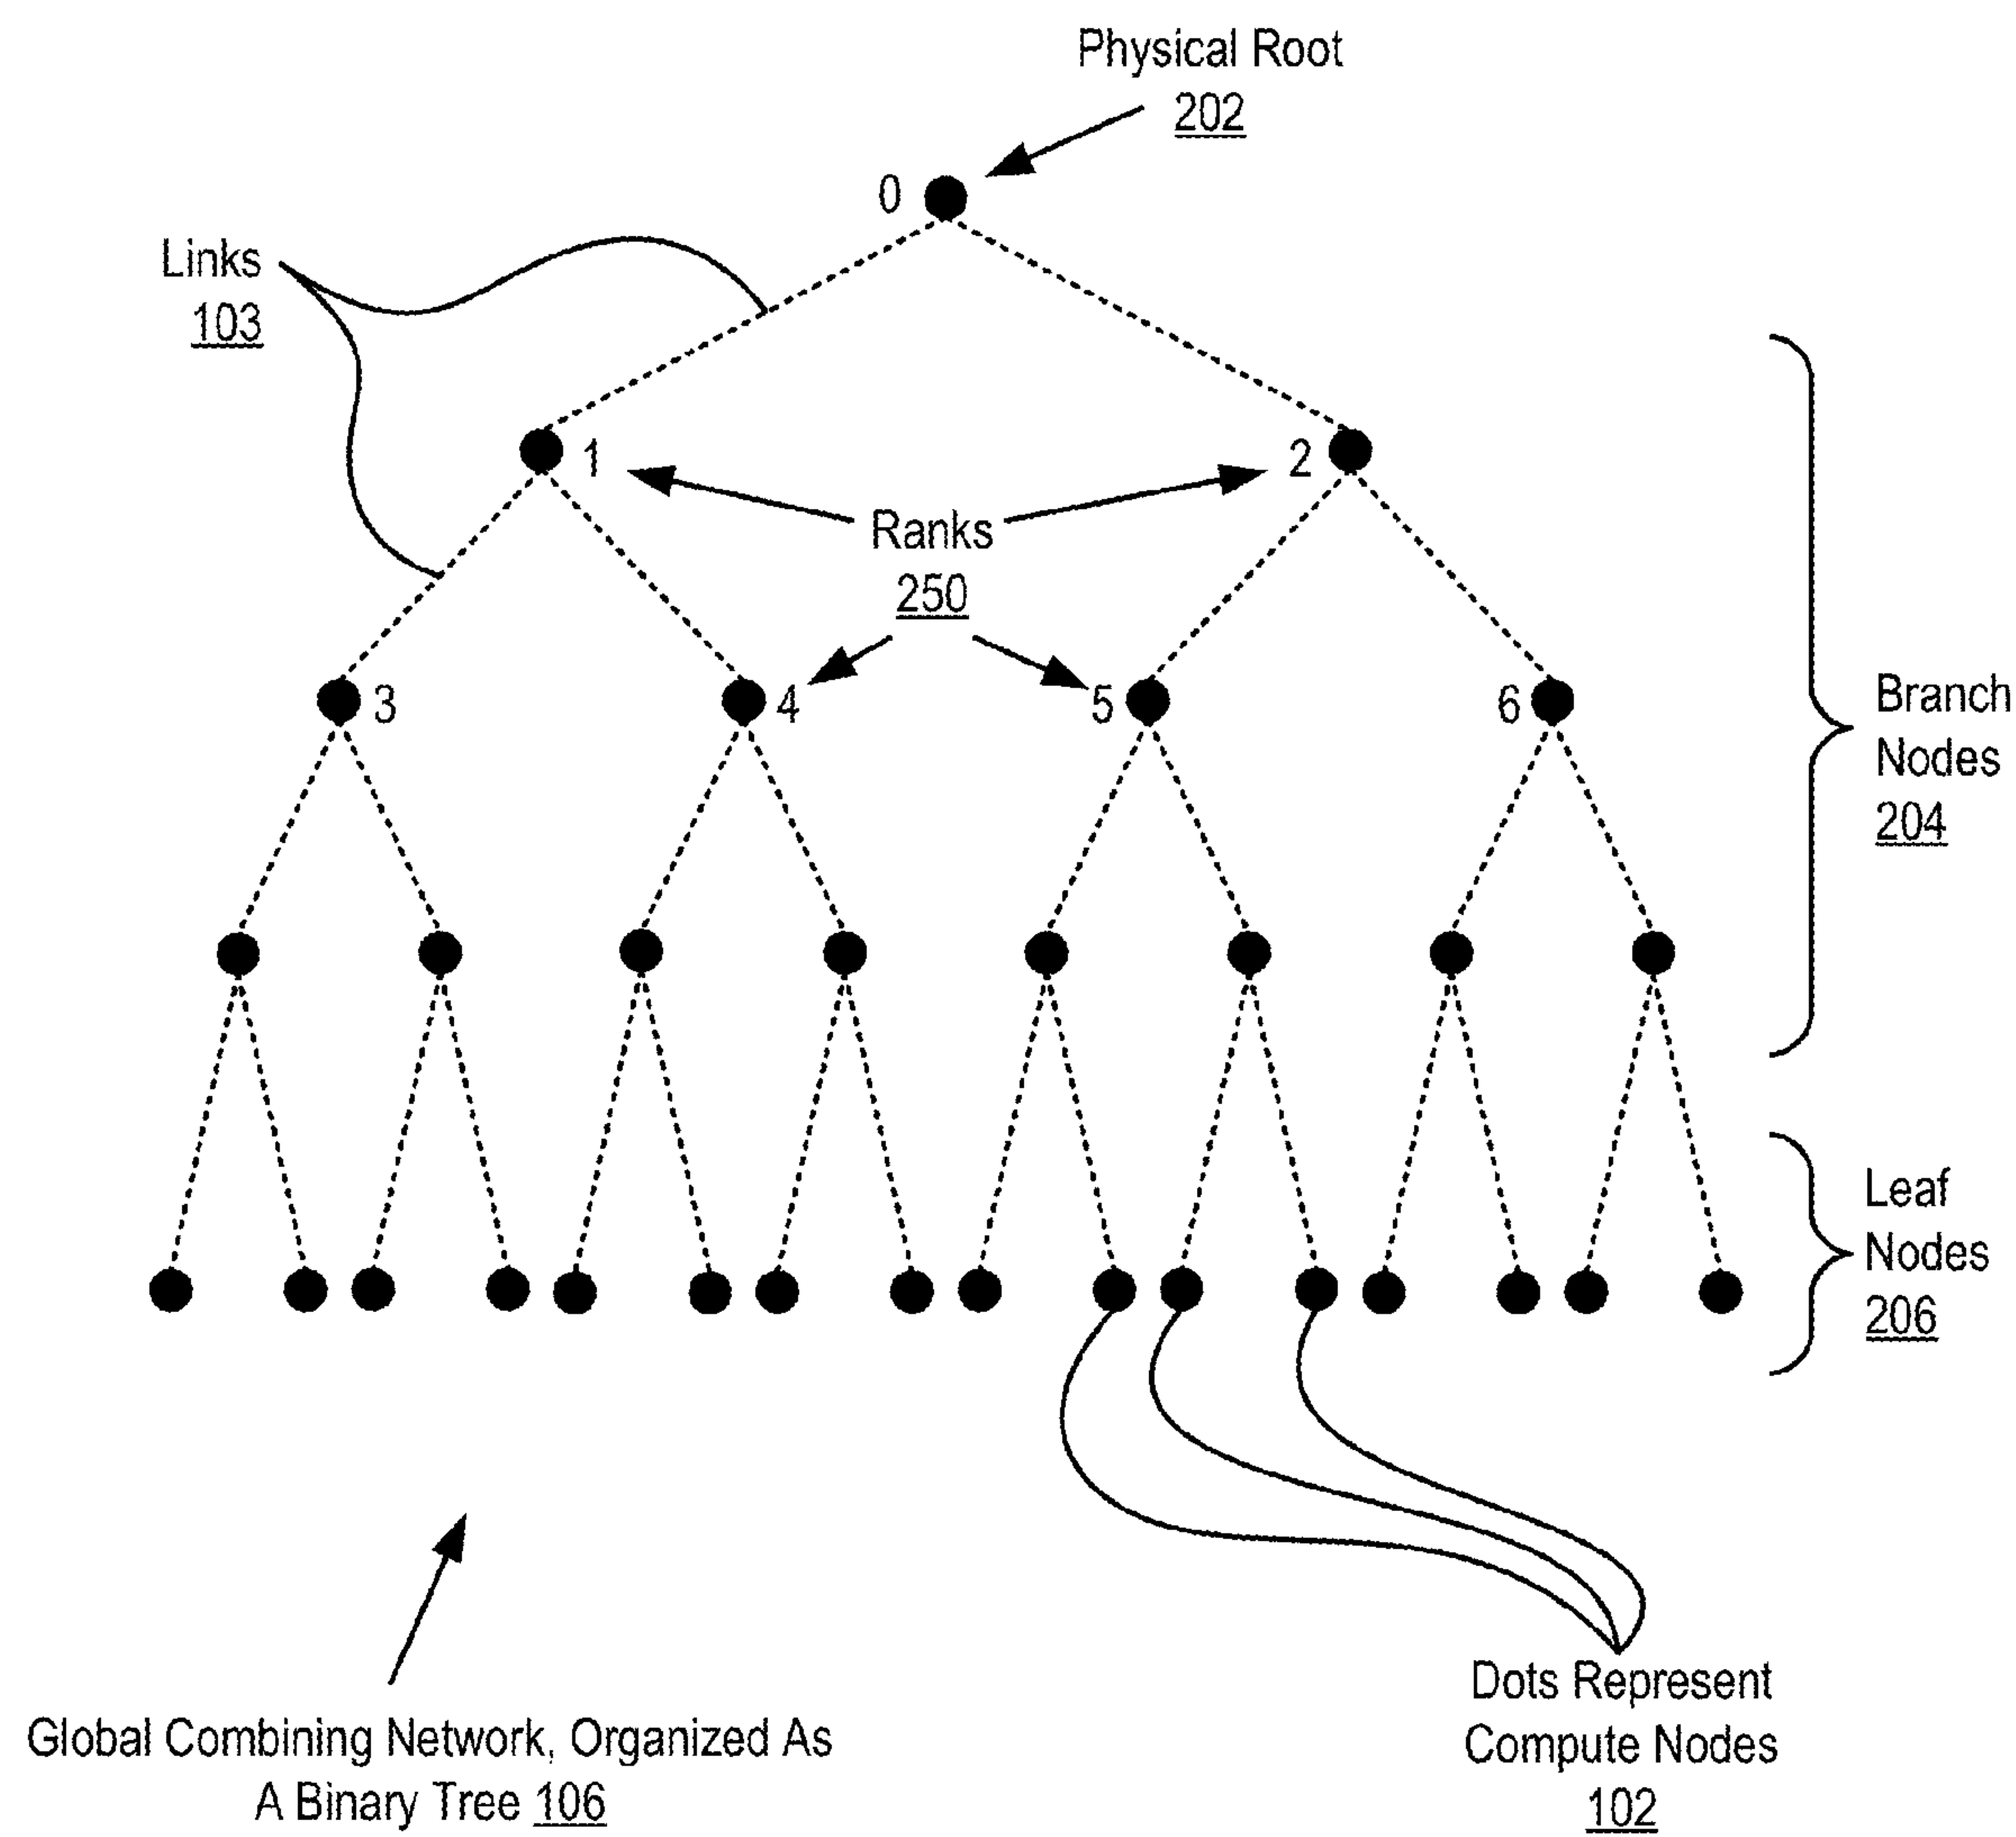 Physical Root
202
0
Links
103
1
2
Ranks
250
3
4
5
6
Branch
Nodes
204
Leaf
Nodes
206
Dots Represent
Compute Nodes
102
Global Combining Network, Organized As
A Binary Tree 106